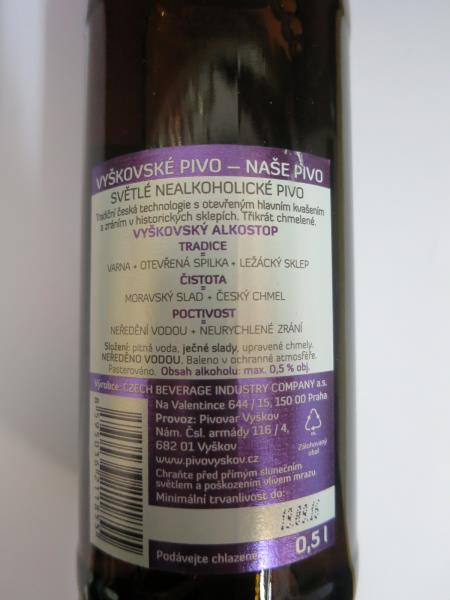 VYŠKOVSKÉ PIVO – NAŠE PIVO
SVĚTLÉ NEALKOHOLICKÉ PIVO
Tradiční česká technologie s otevřeným hlavním kvašením
a zráním v historických sklepích. Třikrát chmelené.
VYŠKOVSKÝ ALKOSTOP
TRADICE
=
VARNA + OTEVŘENÁ SPILKA + LEŽÁCKÝ SKLEP
ČISTOTA
=
MORAVSKÝ SLAD + ČESKÝ CHMEL
POCTIVOST
=
NEŘEDĚNÍ VODOU + NEURYCHLENÉ ZRÁNÍ
Složení: pitná voda, ječné slady, upravené chmely.
NEŘEDĚNO VODOU. Baleno v ochranné atmosféře.
Pasterováno. Obsah alkoholu: max. 0,5 % obj.
Výrobce: CZECH BEVERAGE INDUSTRY COMPANY a.s.
Na Valentince 644 / 15, 150 00 Praha
Provoz: Pivovar Vyškov
Nám. Čsl. armády 116 / 4,
682 01 Vyškov
www.pivovyskov.cz
Zálohovaný
obal
Chraňte před přímým slunečním
světlem a poškozením vlivem mrazu.
Minimální trvanlivost do:
Podávejte chlazené
0,5 l